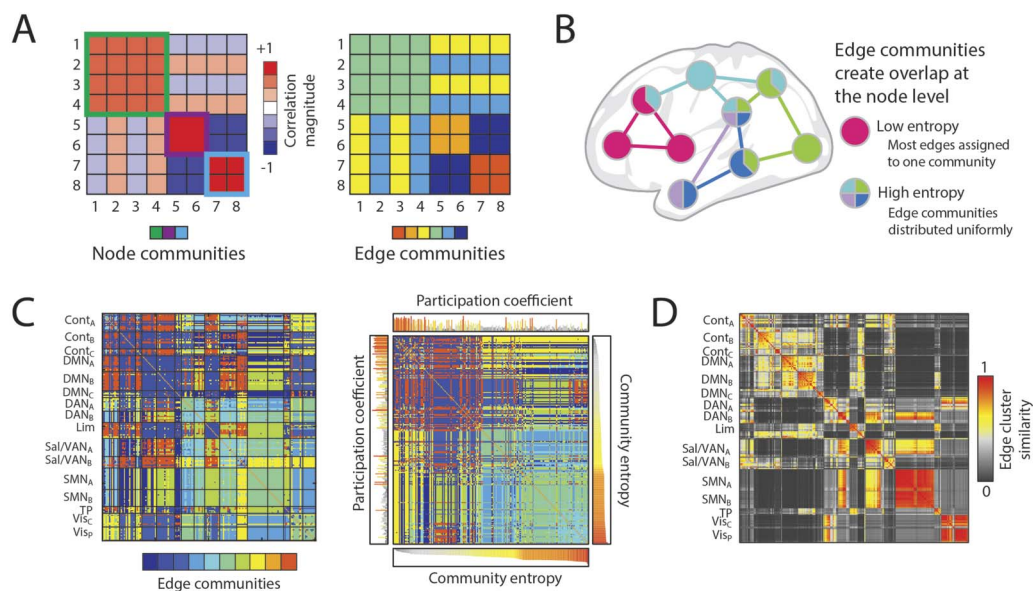 A
1
2
3
4
5
6
7
8
1 2 3 4 5 6 7 8
+1
Correlation
magnitude
-1
Node communities
1
2
3
4
5
6
7
8
1 2 3 4 5 6 7 8
Edge communities
B
Edge communities
create overlap at
the node level
Low entropy
Most edges assigned
to one community
High entropy
Edge communities
distributed uniformly
C
ContA
ContB
ContC
DMNA
DMNB
DMNC
DANA
DANB
Lim
Sal/VANA
Sal/VANB
SMNA
SMNB
TP
VisC
VisP
Edge communities
Participation coefficient
Participation coefficient
Community entropy
Community entropy
D
ContA
ContB
ContC
DMNA
DMNB
DMNC
DANA
DANB
Lim
Sal/VANA
Sal/VANB
SMNA
SMNB
TP
VisC
VisP
1
Edge cluster
similarity
0